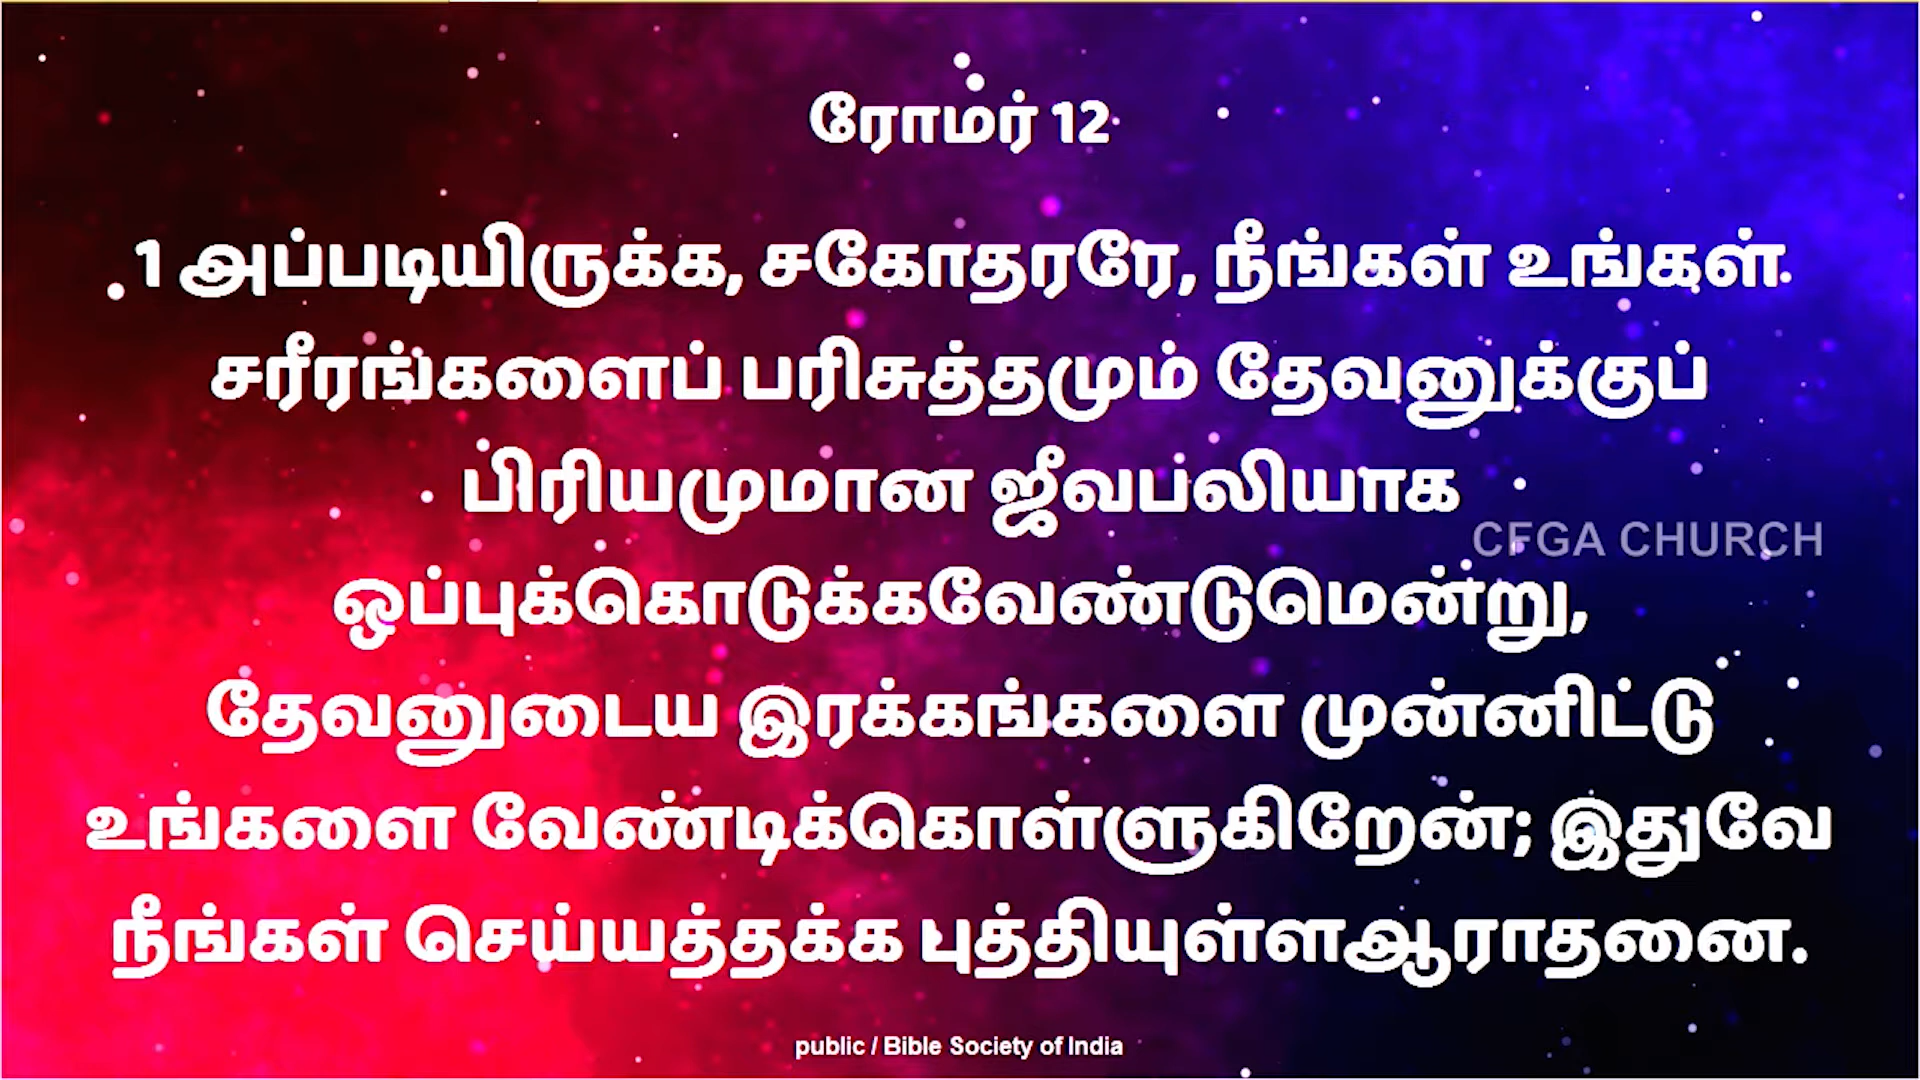 ரோமர் 12
1 அப்படியிருக்க, சகோதரரே, நீங்கள் உங்கள்
சரீரங்களைப் பரிசுத்தமும் தேவனுக்குப்
பிரியமுமான ஜீவபலியாக
CFGA CHURCH
ஒப்புக்கொடுக்கவேண்டுமென்று,
தேவனுடைய இரக்கங்களை முன்னிட்டு
உங்களை வேண்டிக்கொள்ளுகிறேன்; இதுவே
நீங்கள் செய்யத்தக்க புத்தியுள்ளஆராதனை.
public / Bible Society of India